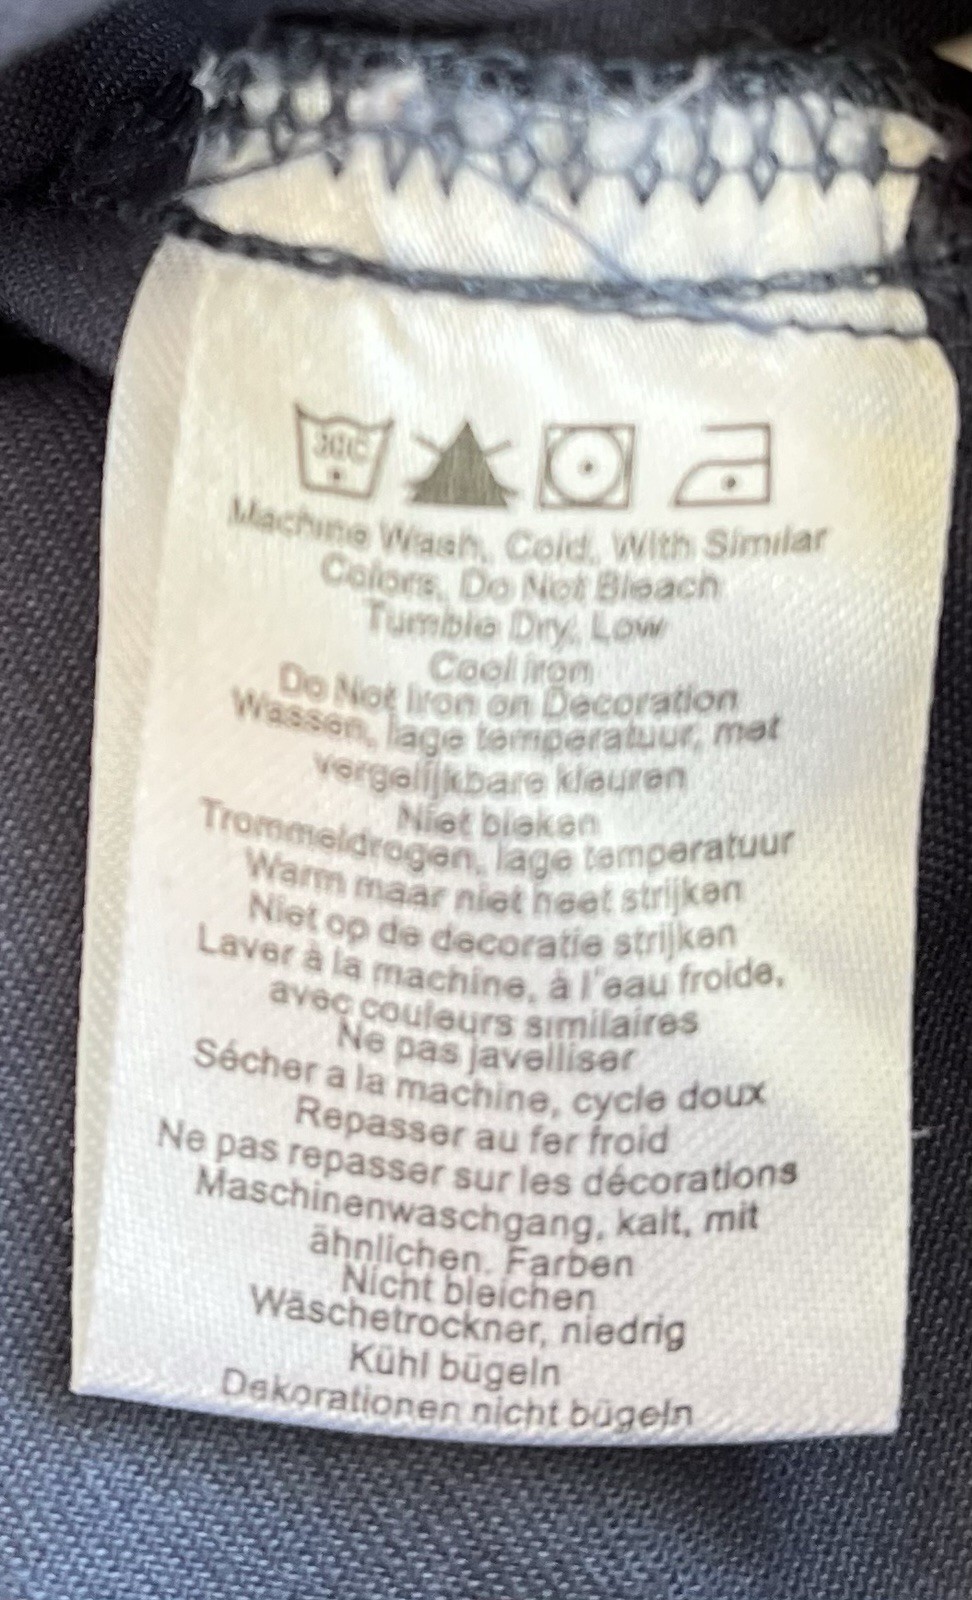 30C
Machine Wash, Cold, With Similar
Colors, Do Not Bleach
Tumble Dry, Low
Cool iron
Do Not Iron on Decoration
Wassen, lage temperatuur, met
vergelijkbare kleuren
Niet bleken
Trommeldrogen, lage temperatuur
Warm maar niet heet strijken
Niet op de decoratie strijken
Laver à la machine, à l'eau froide,
avec couleurs similaires
Ne pas javelliser
Sécher a la machine, cycle doux
Repasser au fer froid
Ne pas repasser sur les décorations
Maschinenwaschgang, kalt, mit
ähnlichen. Farben
Nicht bleichen
Wäschetrockner, niedrig
Kühl bügeln
Dekorationen nicht bügeln